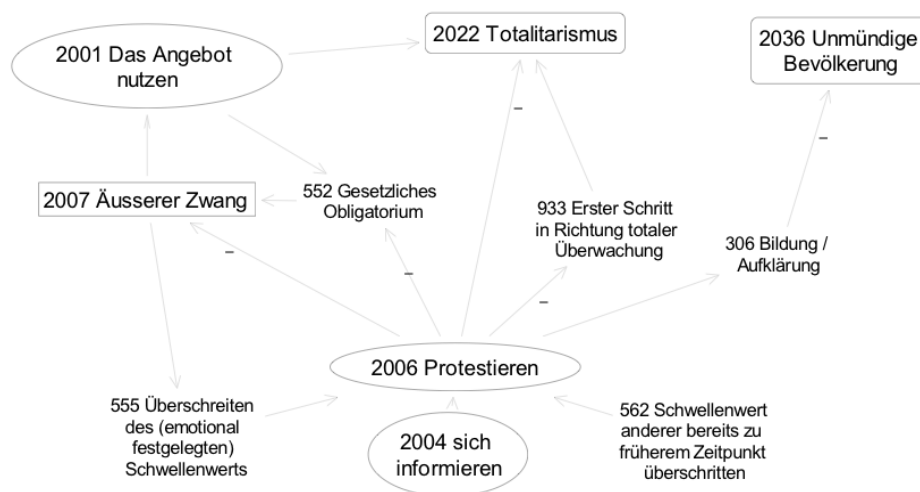 2001 Das Angebot
nutzen
2022 Totalitarismus
2036 Unmündige
Bevölkerung
2007 Äusserer Zwang
552 Gesetzliches
Obligatorium
933 Erster Schritt
in Richtung totaler
Überwachung
306 Bildung /
Aufklärung
–
–
–
–
–
–
2006 Protestieren
555 Überschreiten
des (emotional
festgelegten)
Schwellenwerts
2004 sich
informieren
562 Schwellenwert
anderer bereits zu
früherem Zeitpunkt
überschritten